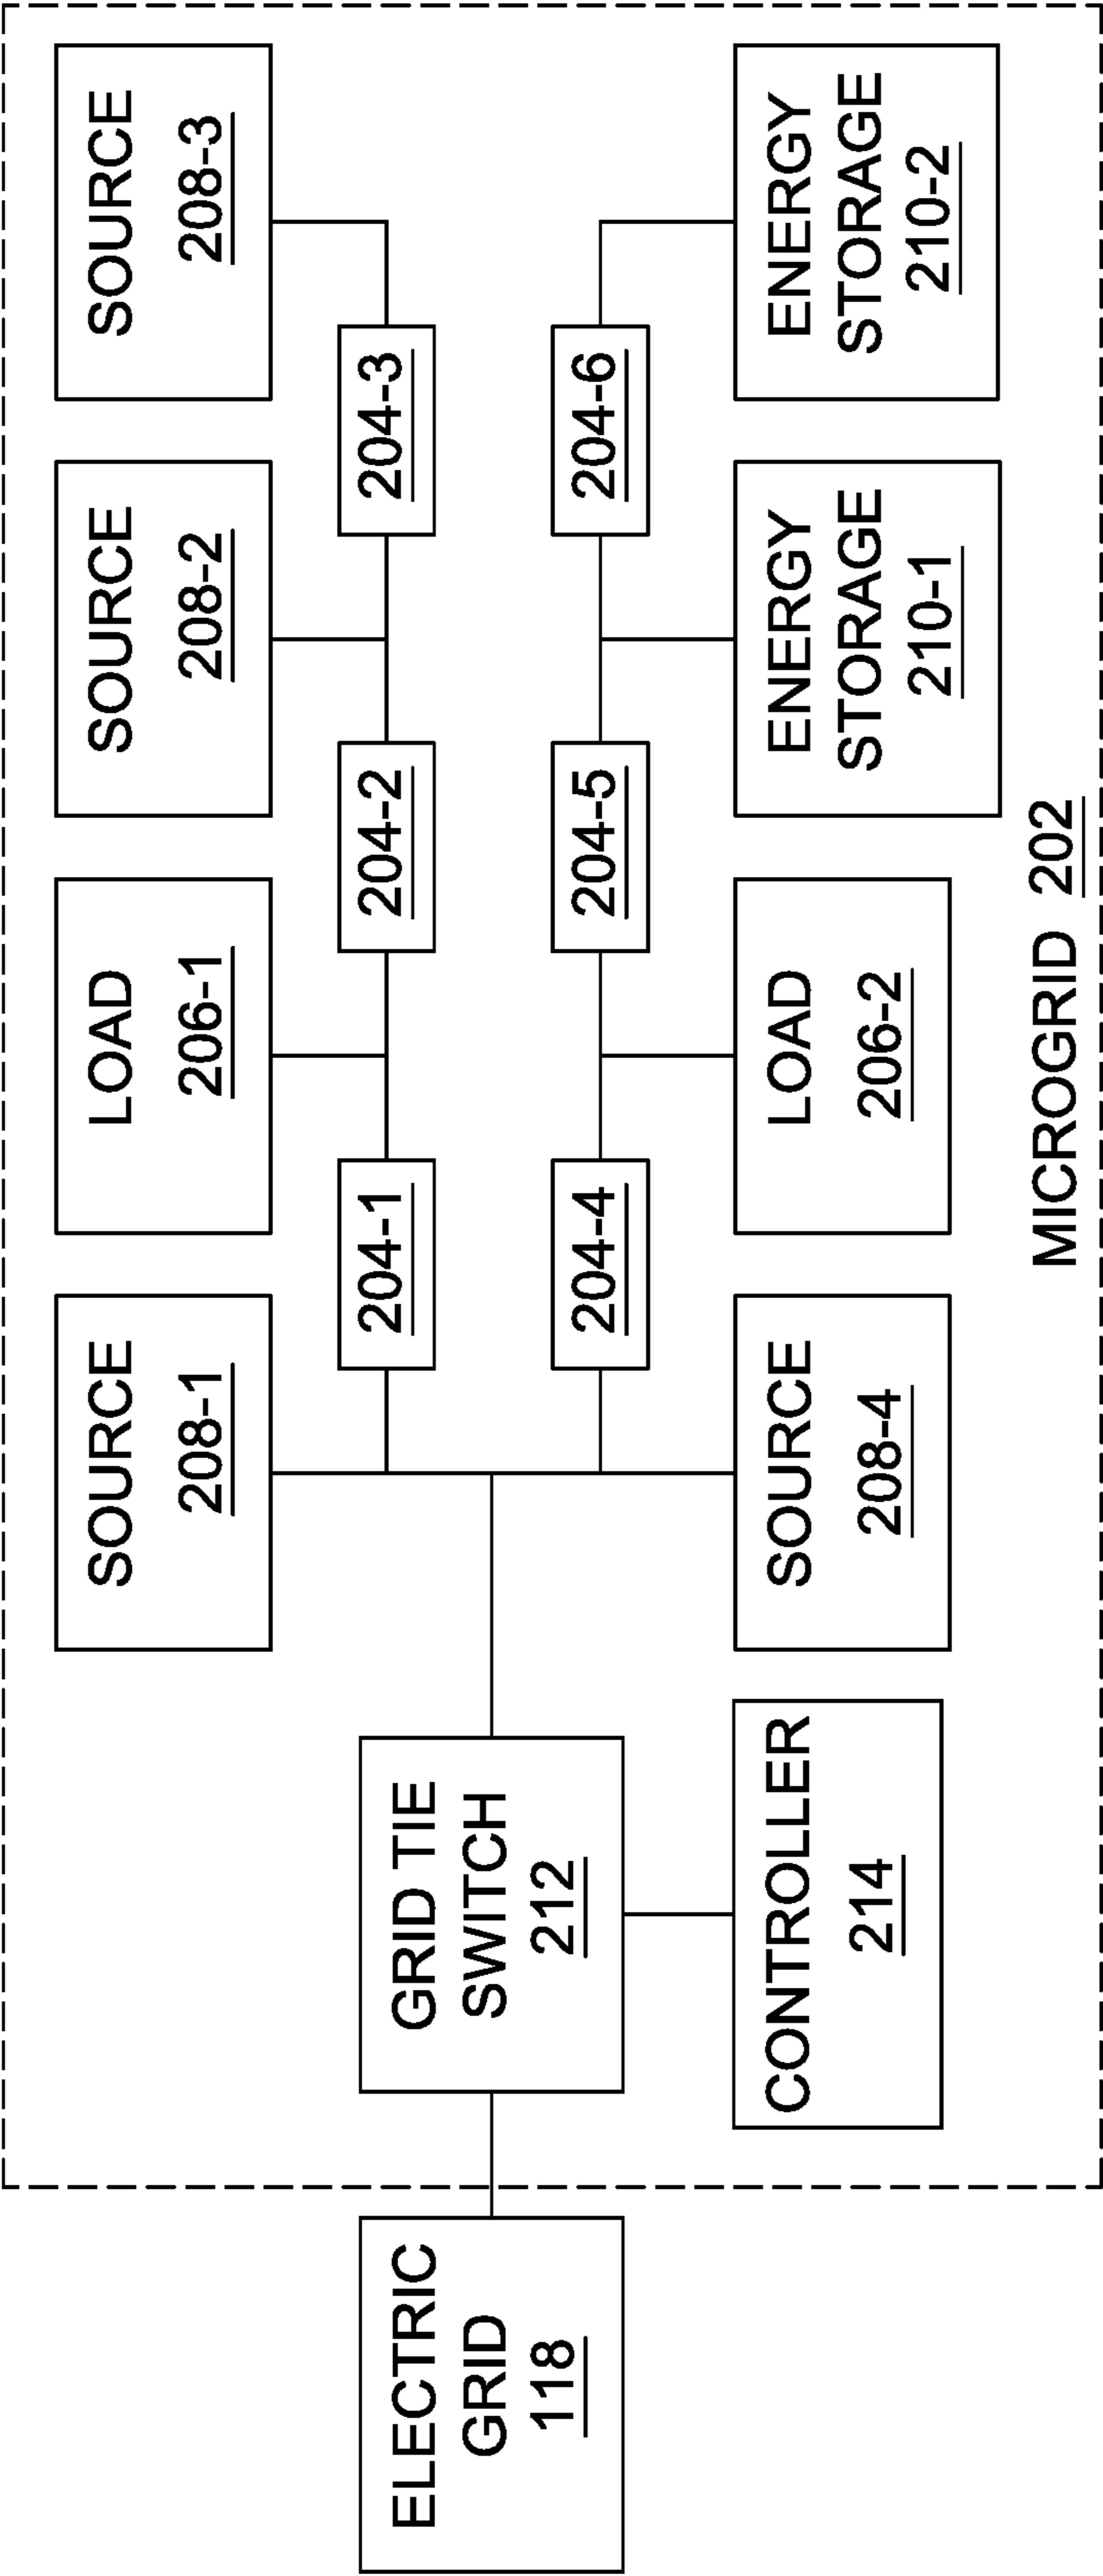 SOURCE
208-1
LOAD
206-1
SOURCE
208-2
SOURCE
208-3
204-1
204-2
204-3
ELECTRIC
GRID
118
GRID TIE
SWITCH
212
204-4
204-5
204-6
CONTROLLER
214
SOURCE
208-4
LOAD
206-2
ENERGY
STORAGE
210-1
ENERGY
STORAGE
210-2
MICROGRID 202